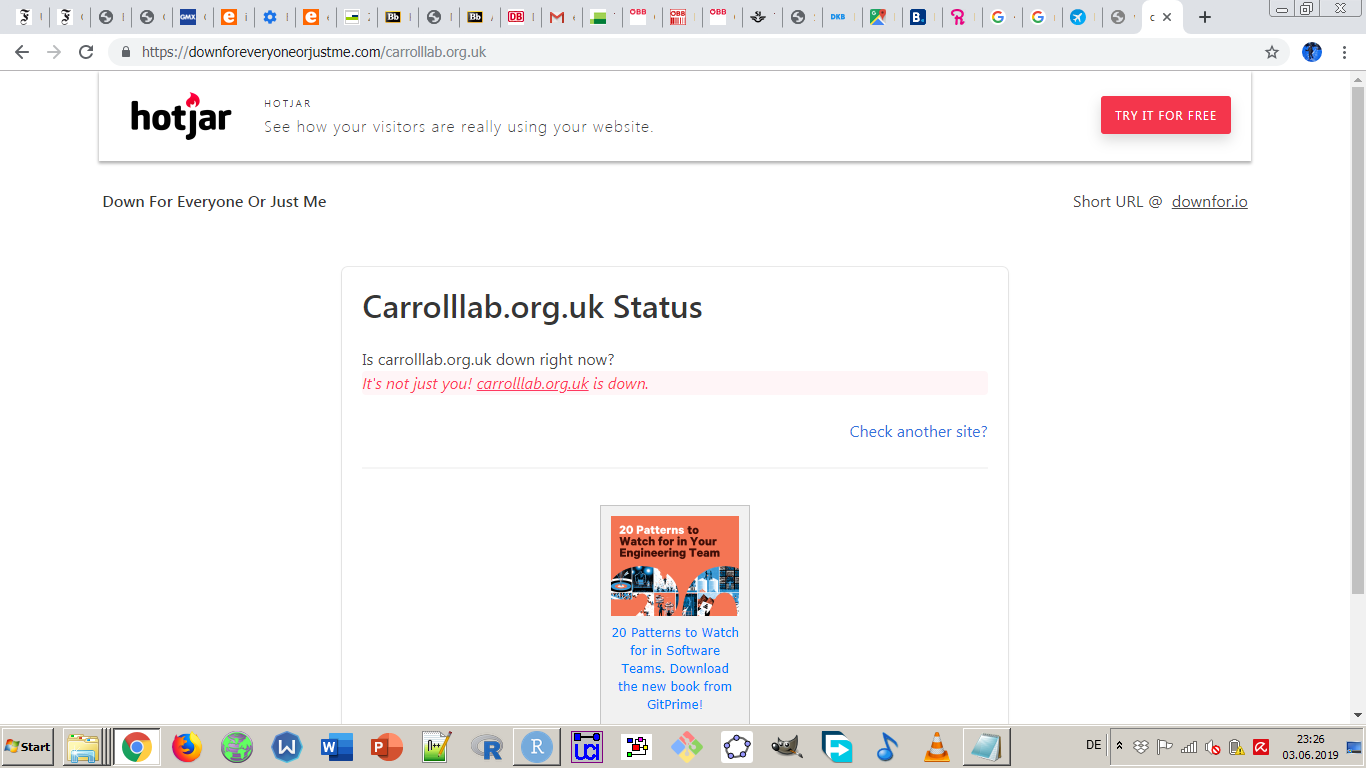 https://downforeveryoneorjustme.com/carrolllab.org.uk
hotjar
HOTJAR
See how your visitors are really using your website.
TRY IT FOR FREE
Down For Everyone Or Just Me
Short URL @ downfor.io
Carrolllab.org.uk Status
Is carrolllab.org.uk down right now?
It's not just you! carrolllab.org.uk is down.
Check another site?
20 Patterns to
Watch for in Your
Engineering Team
20 Patterns to Watch
for in Software
Teams. Download
the new book from
GitPrime!
Start
DE
23:26
03.06.2019